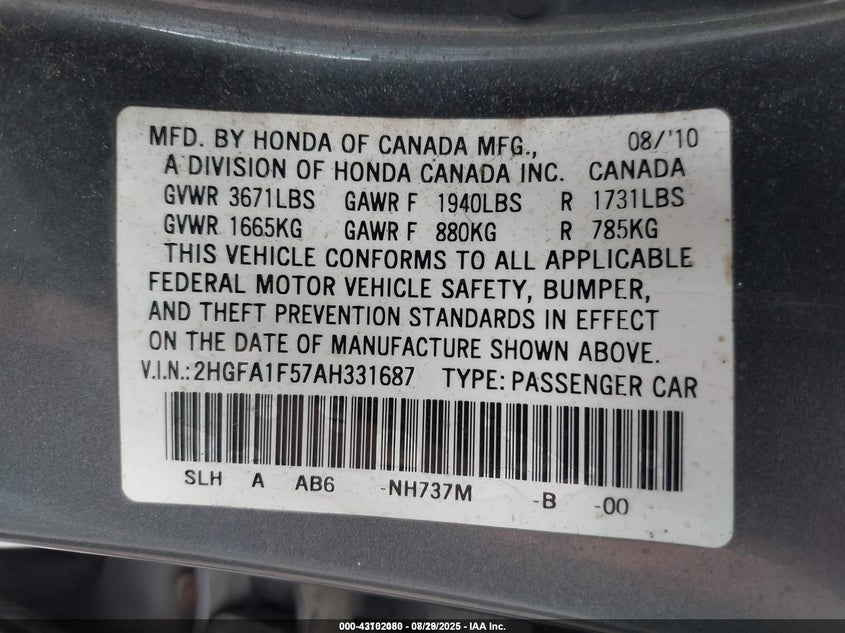 MFD. BY HONDA OF CANADA MFG., 08/'10
A DIVISION OF HONDA CANADA INC. CANADA
GVWR 3671LBS GAWR F 1940LBS R 1731LBS
GVWR 1665KG GAWR F 880KG R 785KG
THIS VEHICLE CONFORMS TO ALL APPLICABLE
FEDERAL MOTOR VEHICLE SAFETY, BUMPER,
AND THEFT PREVENTION STANDARDS IN EFFECT
ON THE DATE OF MANUFACTURE SHOWN ABOVE.
V.I.N.: 2HGFA1F57AH331687 TYPE: PASSENGER CAR
SLH A AB6 -NH737M -B -00
000-43102080 - 08/29/2025 - IAA Inc.